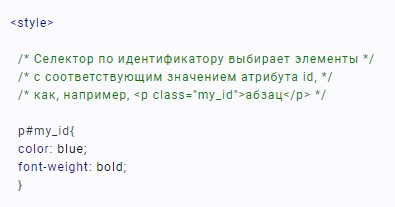 <style>
/* Селектор по идентификатору выбирает элементы */
/* с соответствующим значением атрибута id, */
/* как, например, <p class="my_id">абзац</p> */
p#my_id{
color: blue;
font-weight: bold;
}